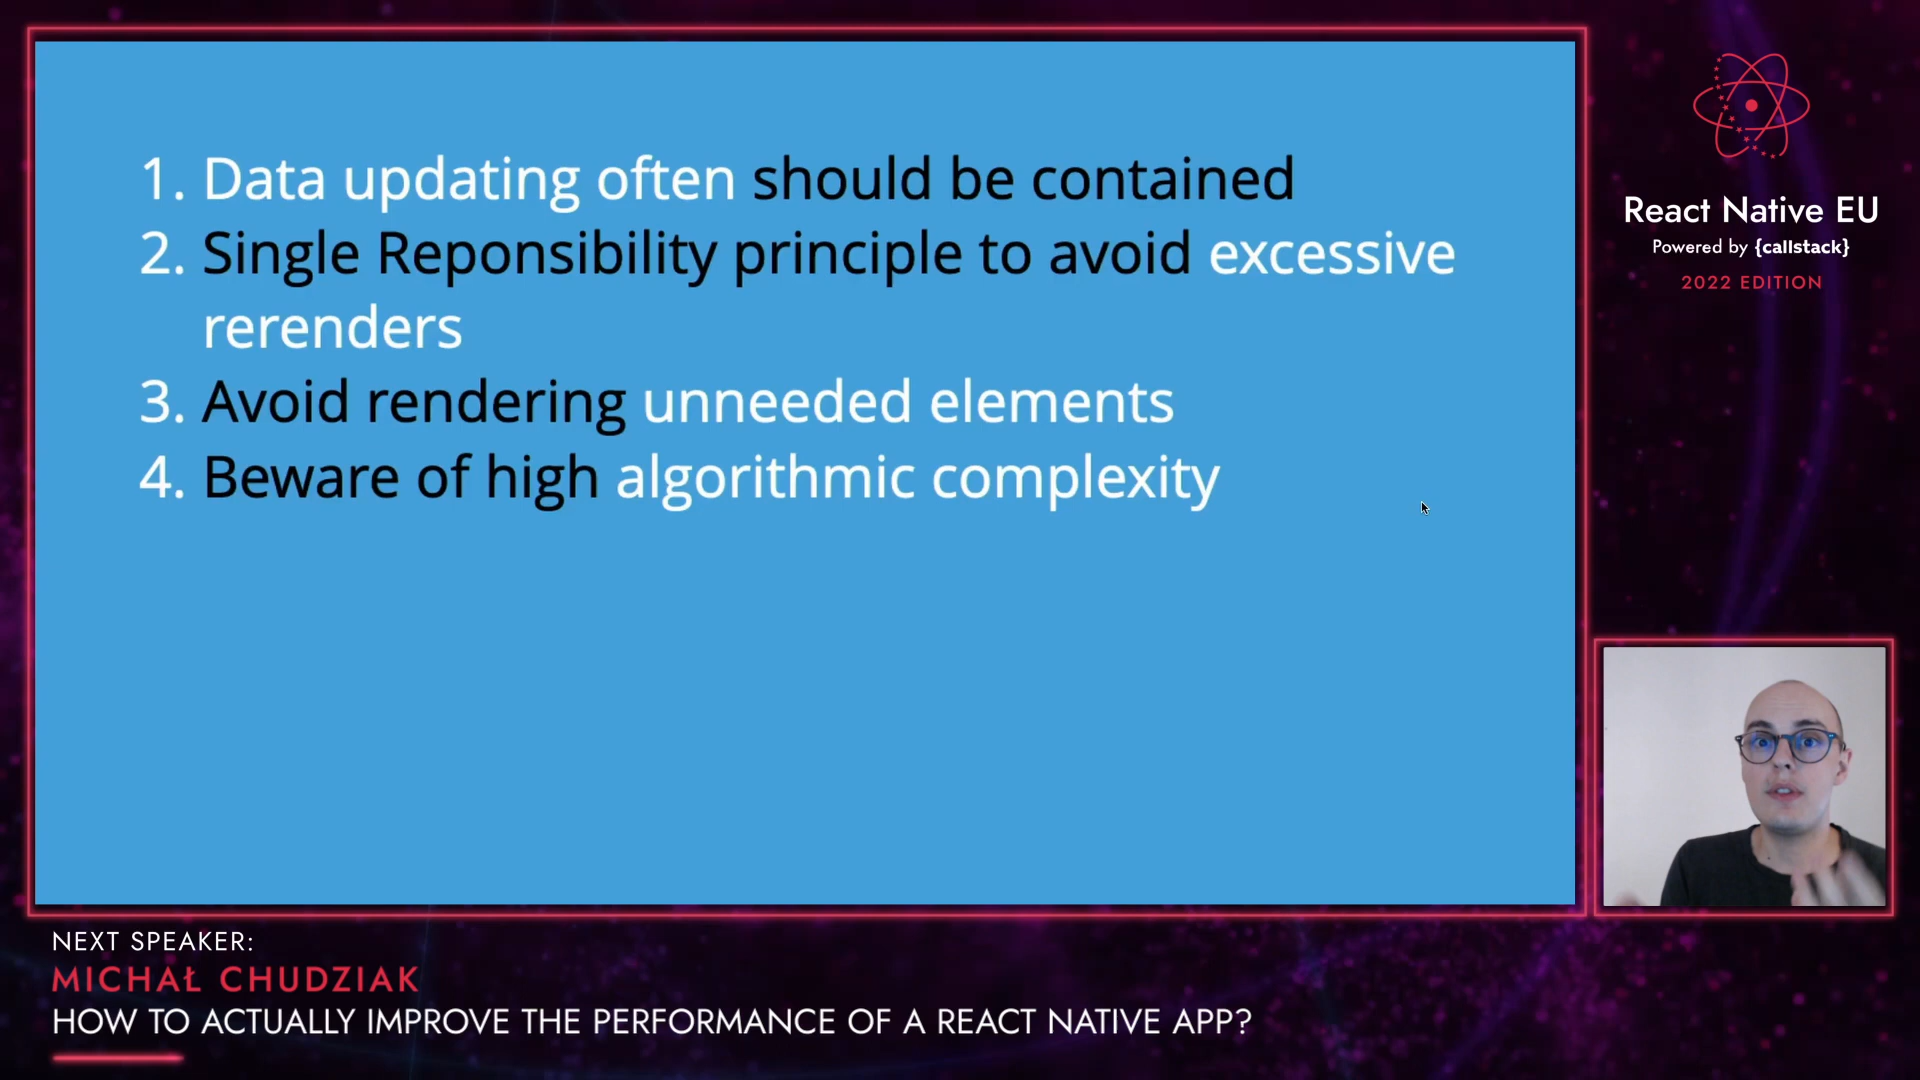 1. Data updating often should be contained
2. Single Reponsibility principle to avoid excessive
rerenders
3. Avoid rendering unneeded elements
4. Beware of high algorithmic complexity
React Native EU
Powered by {callstack}
2022 EDITION
NEXT SPEAKER:
MICHAŁ CHUDZIAK
HOW TO ACTUALLY IMPROVE THE PERFORMANCE OF A REACT NATIVE APP?